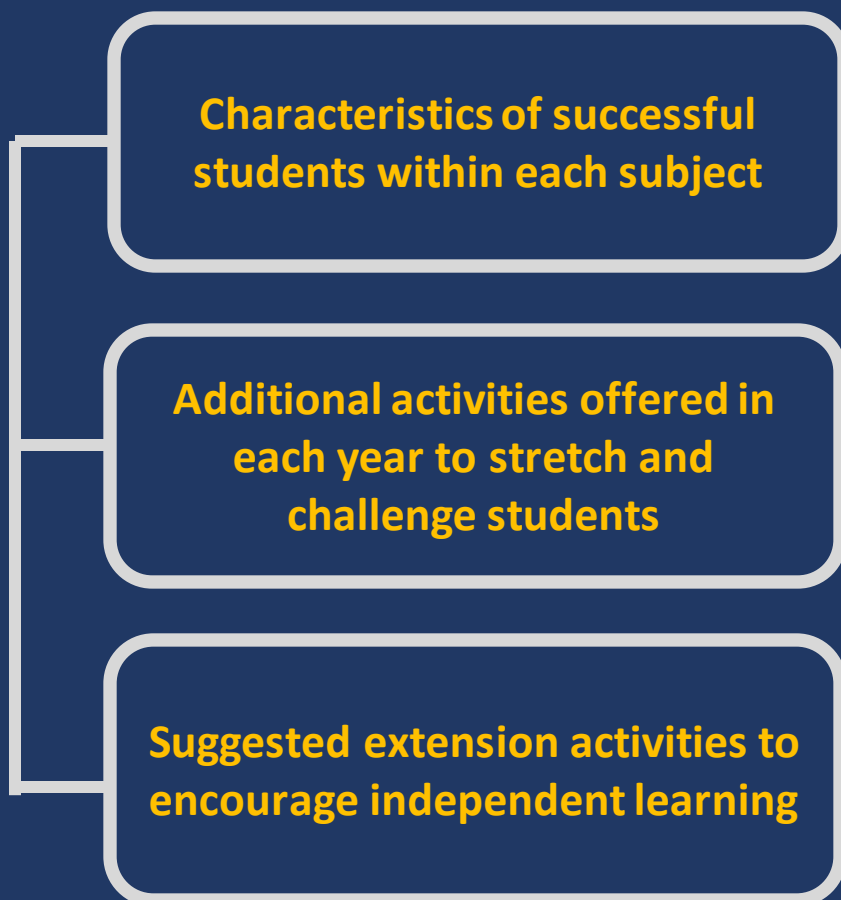 Characteristics of successful
students within each subject
Additional activities offered in
each year to stretch and
challenge students
Suggested extension activities to
encourage independent learning